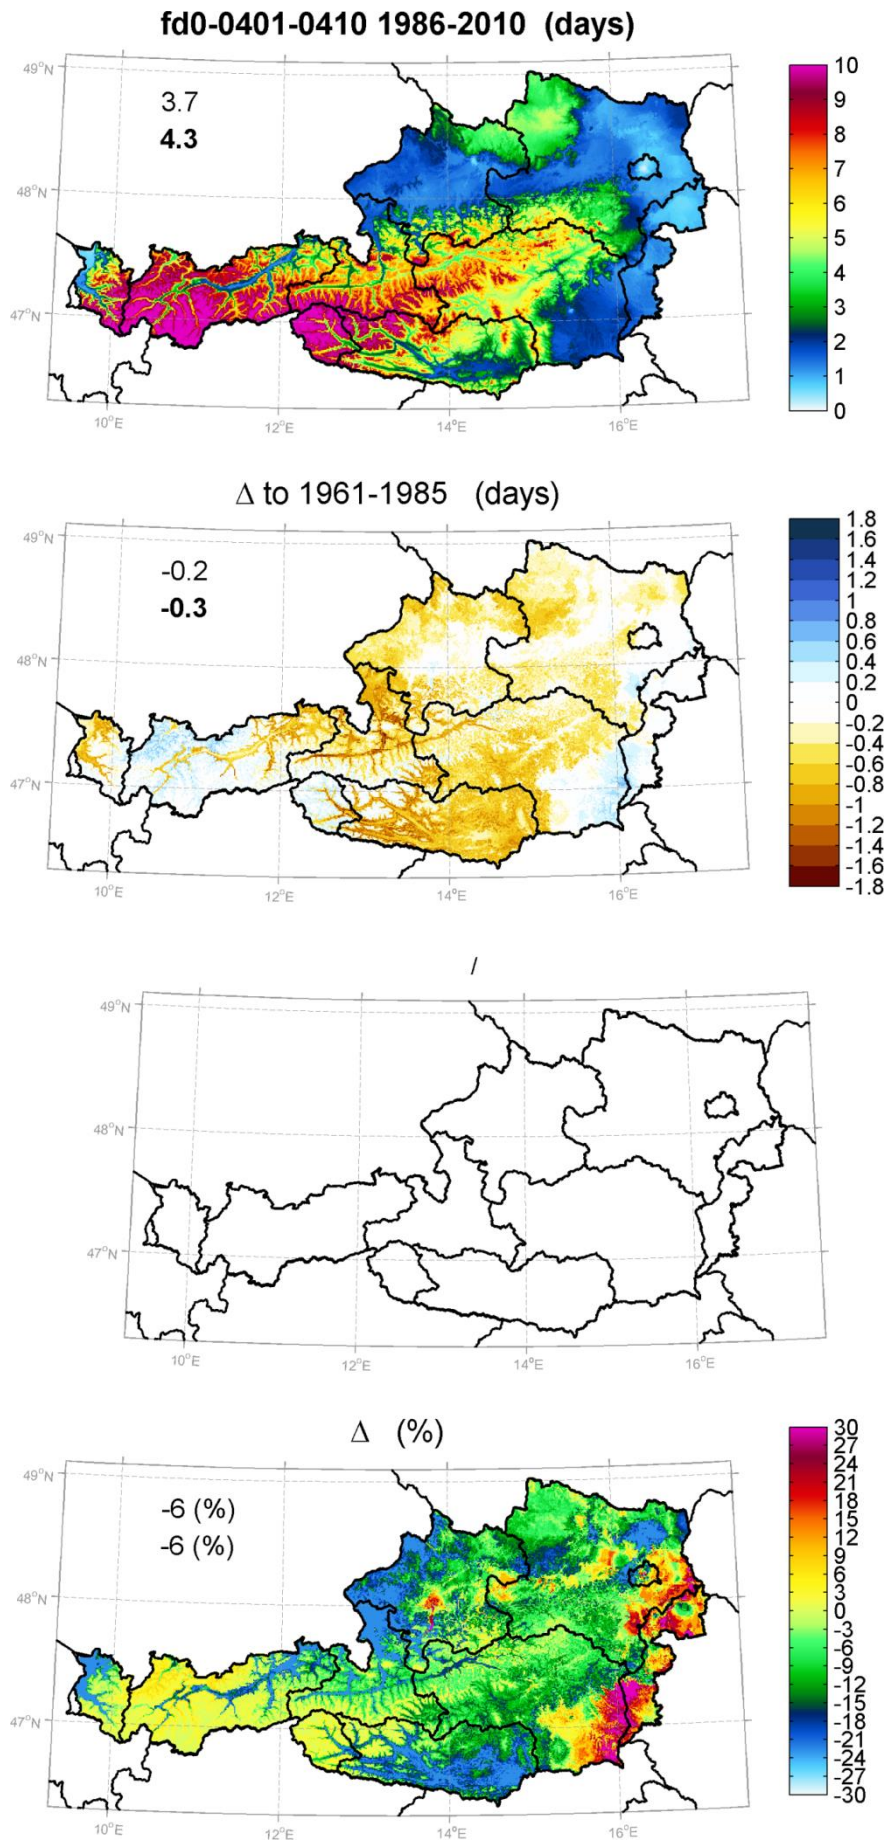 fd0-0401-0410 1986-2010 (days)
49°N
48°N
47°N
3.7
4.3
10°E
12°E
14°E
16°E
10
9
8
7
6
5
4
3
2
1
0
Δ to 1961-1985 (days)
49°N
48°N
47°N
-0.2
-0.3
10°E
12°E
14°E
16°E
1.8
1.6
1.4
1.2
1
0.8
0.6
0.4
0.2
0
-0.2
-0.4
-0.6
-0.8
-1
-1.2
-1.4
-1.6
-1.8
/
49°N
48°N
47°N
10°E
12°E
14°E
16°E
Δ (%)
49°N
48°N
47°N
-6 (%)
-6 (%)
10°E
12°E
14°E
16°E
30
27
24
21
18
15
12
9
6
3
0
-3
-6
-9
-12
-15
-18
-21
-24
-27
-30